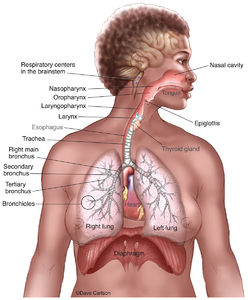 Respiratory centers
in the brainstem
Nasal cavity
Nasopharynx
Oropharynx
Tongue
Laryngopharynx
Larynx
Epiglottis
Esophagus
Trachea
Thyroid gland
Right main
bronchus
Secondary
bronchus
Tertiary
bronchus
Bronchioles
Heart
Right lung
Left lung
Diaphragm
©Dave Carlson